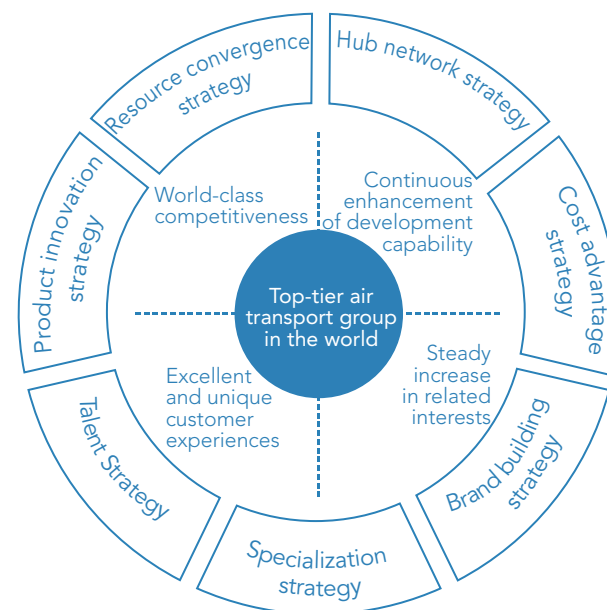 Resource convergence
strategy
Hub network strategy
Cost advantage
strategy
Brand building
strategy
Specialization
strategy
Talent Strategy
Product innovation
strategy
World-class
competitiveness
Continuous
enhancement
of development
capability
Top-tier air
transport group
in the world
Excellent
and unique
customer
experiences
Steady
increase
in related
interests